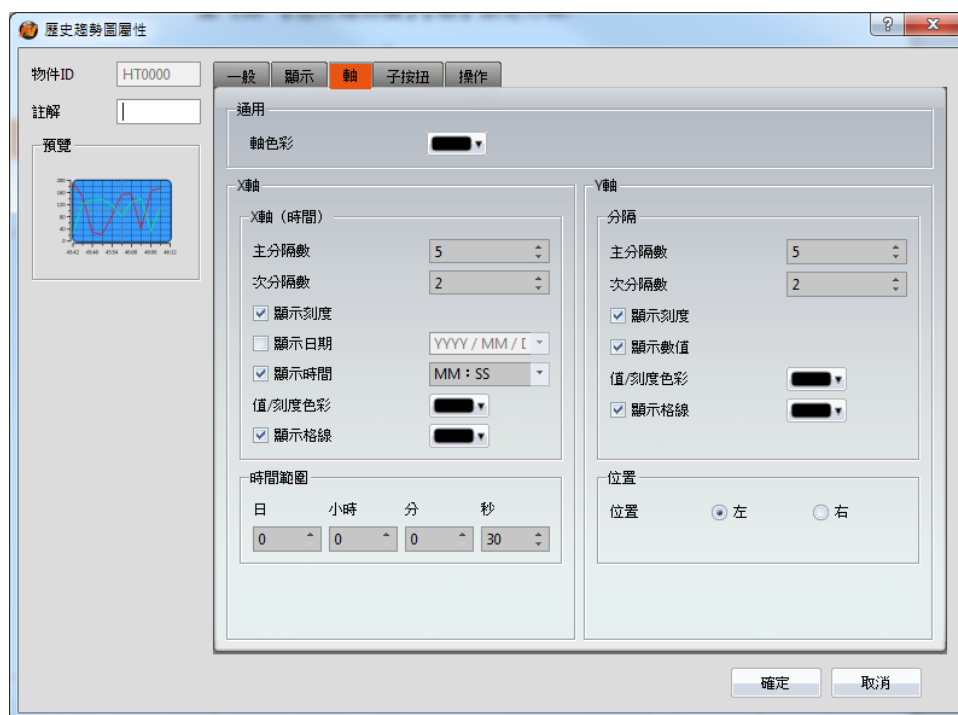 歷史趨勢圖屬性
物件ID HT0000
註解
預覽
一般 顯示 軸 子按扭 操作
通用
軸色彩
X軸
X軸（時間）
主分隔數 5
次分隔數 2
顯示刻度
顯示日期 YYYY / MM / D
顯示時間 MM：SS
值/刻度色彩
顯示格線
時間範圍
日 小時 分 秒
0 0 0 30
Y軸
分隔
主分隔數 5
次分隔數 2
顯示刻度
顯示數值
值/刻度色彩
顯示格線
位置
位置 左 右
確定 取消